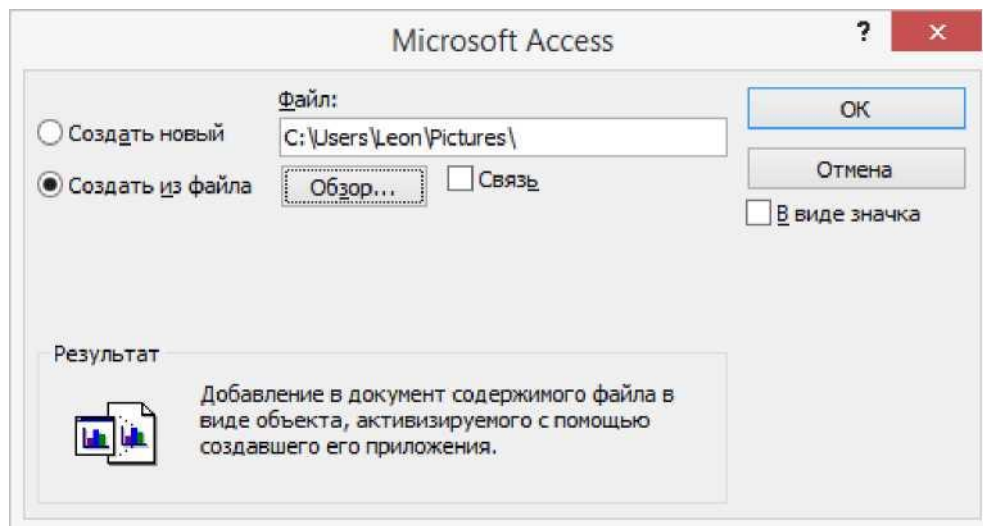 Microsoft Access
?
Файл:
OK
Создать новый
C:\Users\Leon\Pictures\
Создать из файла
Обзор...
Связь
Отмена
В виде значка
Результат
Добавление в документ содержимого файла в
виде объекта, активизируемого с помощью
создавшего его приложения.